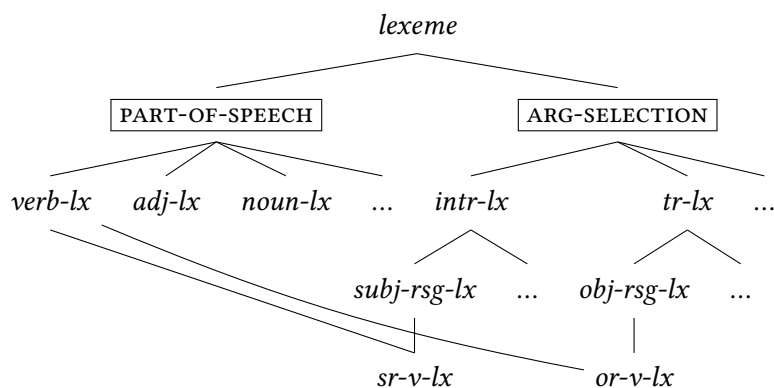 lexeme
PART-OF-SPEECH ARG-SELECTION
verb-lx adj-lx noun-lx ... intr-lx tr-lx ...
subj-rsg-lx ... obj-rsg-lx ...
sr-v-lx or-v-lx